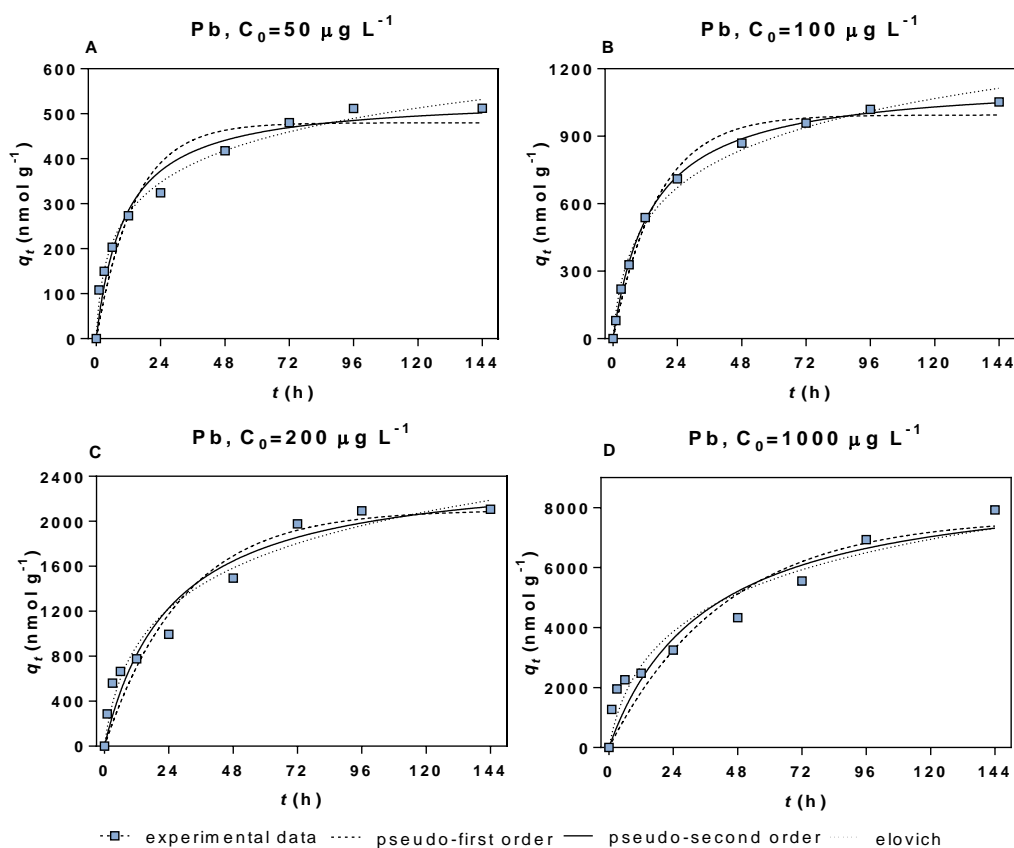 Pb, C₀=50 µg L⁻¹
A
600
500
400
300
200
100
0
qₜ (nmol g⁻¹)
0 24 48 72 96 120 144
t (h)
Pb, C₀=100 µg L⁻¹
B
1200
900
600
300
0
qₜ (nmol g⁻¹)
0 24 48 72 96 120 144
t (h)
Pb, C₀=200 µg L⁻¹
C
2400
2000
1600
1200
800
400
0
qₜ (nmol g⁻¹)
0 24 48 72 96 120 144
t (h)
Pb, C₀=1000 µg L⁻¹
D
8000
6000
4000
2000
0
qₜ (nmol g⁻¹)
0 24 48 72 96 120 144
t (h)
experimental data pseudo-first order pseudo-second order elovich